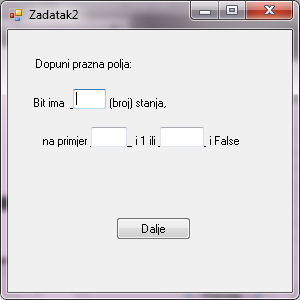 Zadatak2
Dopuni prazna polja:
Bit ima _ (broj) stanja,
na primjer _ _ i 1 ili _ _ i False
Dalje